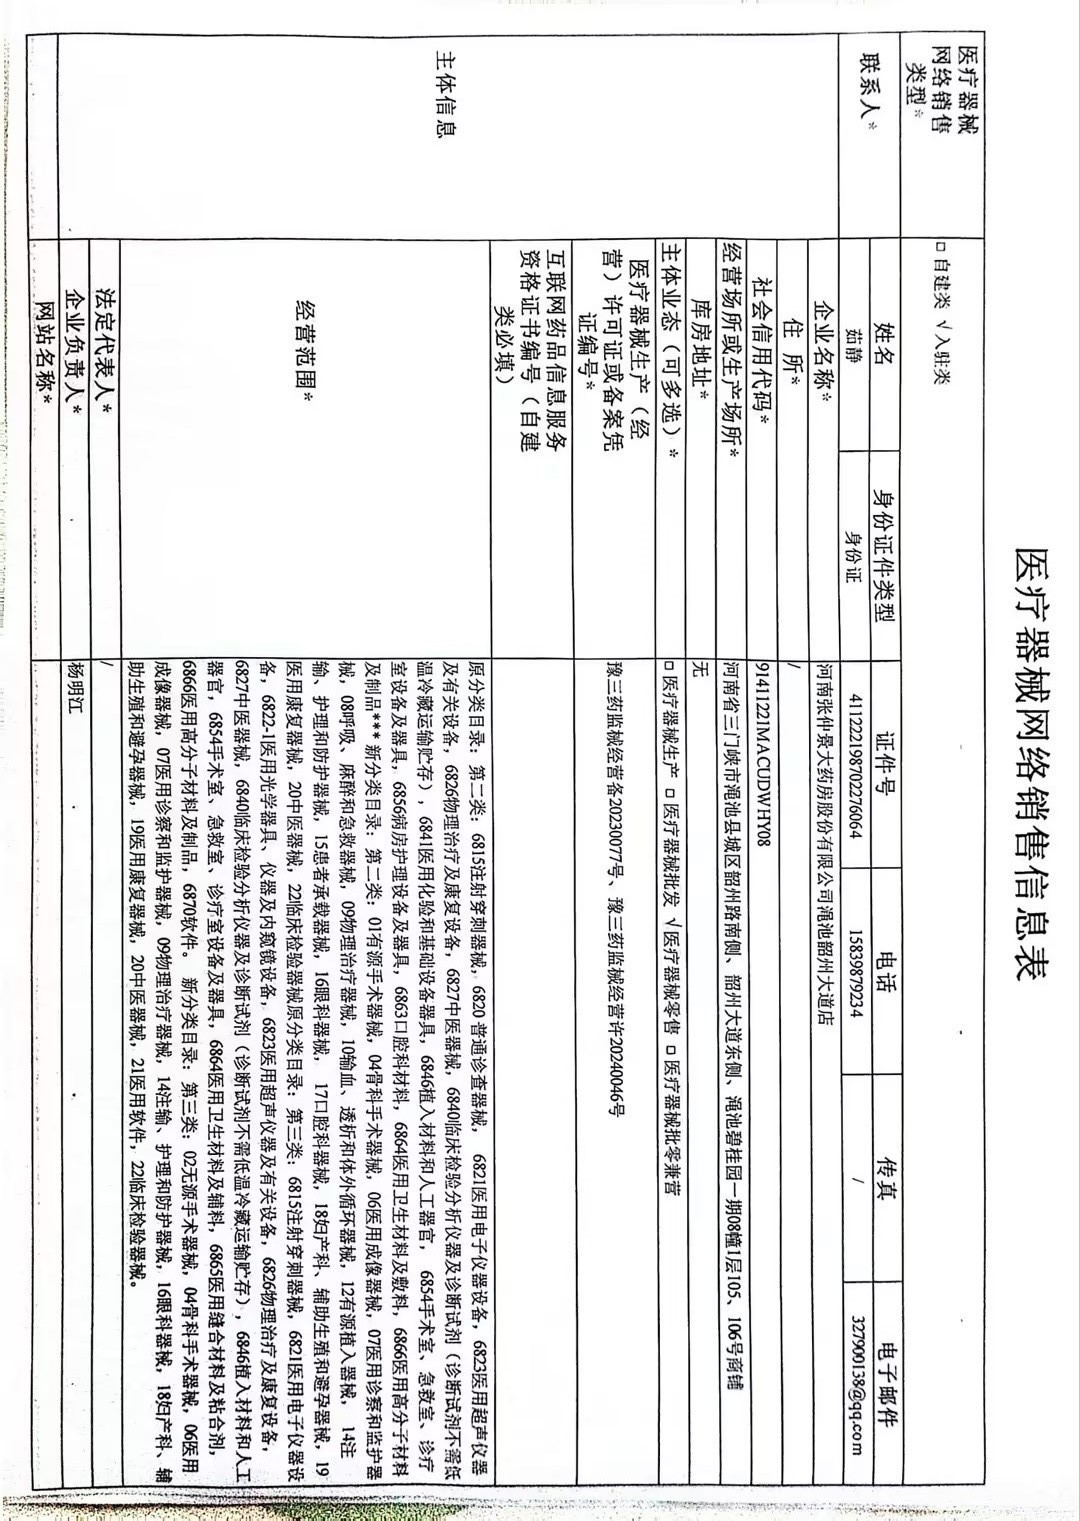 医疗器械网络销售信息表
医疗器械
网络销售
类型*
□ 自建类 √ 入驻类
联系人*
姓名
身份证件类型
证件号
电话
传真
电子邮件
茹静
身份证
411222198702276064
15839879234
/
327900138@qq.com
主体信息
企业名称*
河南张仲景大药房股份有限公司渑池韶州大道店
住 所*
/
社会信用代码*
91411221MACUDWHY08
经营场所或生产场所*
河南省三门峡市渑池县城区韶州路南侧、韶州大道东侧、渑池碧桂园一期08幢1层105、106号商铺
库房地址*
无
主体业态（可多选）*
□ 医疗器械生产 □ 医疗器械批发 √ 医疗器械零售 □ 医疗器械批零兼营
医疗器械生产（经
营）许可证或备案凭
证编号*
豫三药监械经营备20230077号、豫三药监械经营许20240046号
互联网药品信息服务
资格证书编号（自建
类必填）
经营范围*
原分类目录：第二类：6815注射穿刺器械，6820 普通诊查器械， 6821医用电子仪器设备，6823医用超声仪器
及有关设备，6826物理治疗及康复设备，6827中医器械，6840临床检验分析仪器及诊断试剂（诊断试剂不需低
温冷藏运输贮存），6841医用化验和基础设备器具，6846植入材料和人工器官， 6854手术室、急救室、诊疗
室设备及器具，6856病房护理设备及器具，6863口腔科材料，6864医用卫生材料及敷料，6866医用高分子材料
及制品*** 新分类目录：第二类：01有源手术器械，04骨科手术器械，06医用成像器械，07医用诊察和监护器
械，08呼吸、麻醉和急救器械，09物理治疗器械，10输血、透析和体外循环器械，12有源植入器械， 14注
输、护理和防护器械，15患者承载器械，16眼科器械， 17口腔科器械，18妇产科、辅助生殖和避孕器械，19
医用康复器械，20中医器械，22临床检验器械原分类目录：第三类：6815注射穿刺器械，6821医用电子仪器设
备，6822-1医用光学器具、仪器及内窥镜设备，6823医用超声仪器及有关设备，6826物理治疗及康复设备，
6827中医器械，6840临床检验分析仪器及诊断试剂（诊断试剂不需低温冷藏运输贮存），6846植入材料和人工
器官，6854手术室、急救室、诊疗室设备及器具，6864医用卫生材料及辅料，6865医用缝合材料及粘合剂，
6866医用高分子材料及制品，6870软件。 新分类目录：第三类：02无源手术器械，04骨科手术器械，06医用
成像器械，07医用诊察和监护器械，09物理治疗器械，14注输、护理和防护器械，16眼科器械，18妇产科、辅
助生殖和避孕器械，19医用康复器械，20中医器械，21医用软件，22临床检验器械。
法定代表人*
/
企业负责人*
杨明江
网站名称*